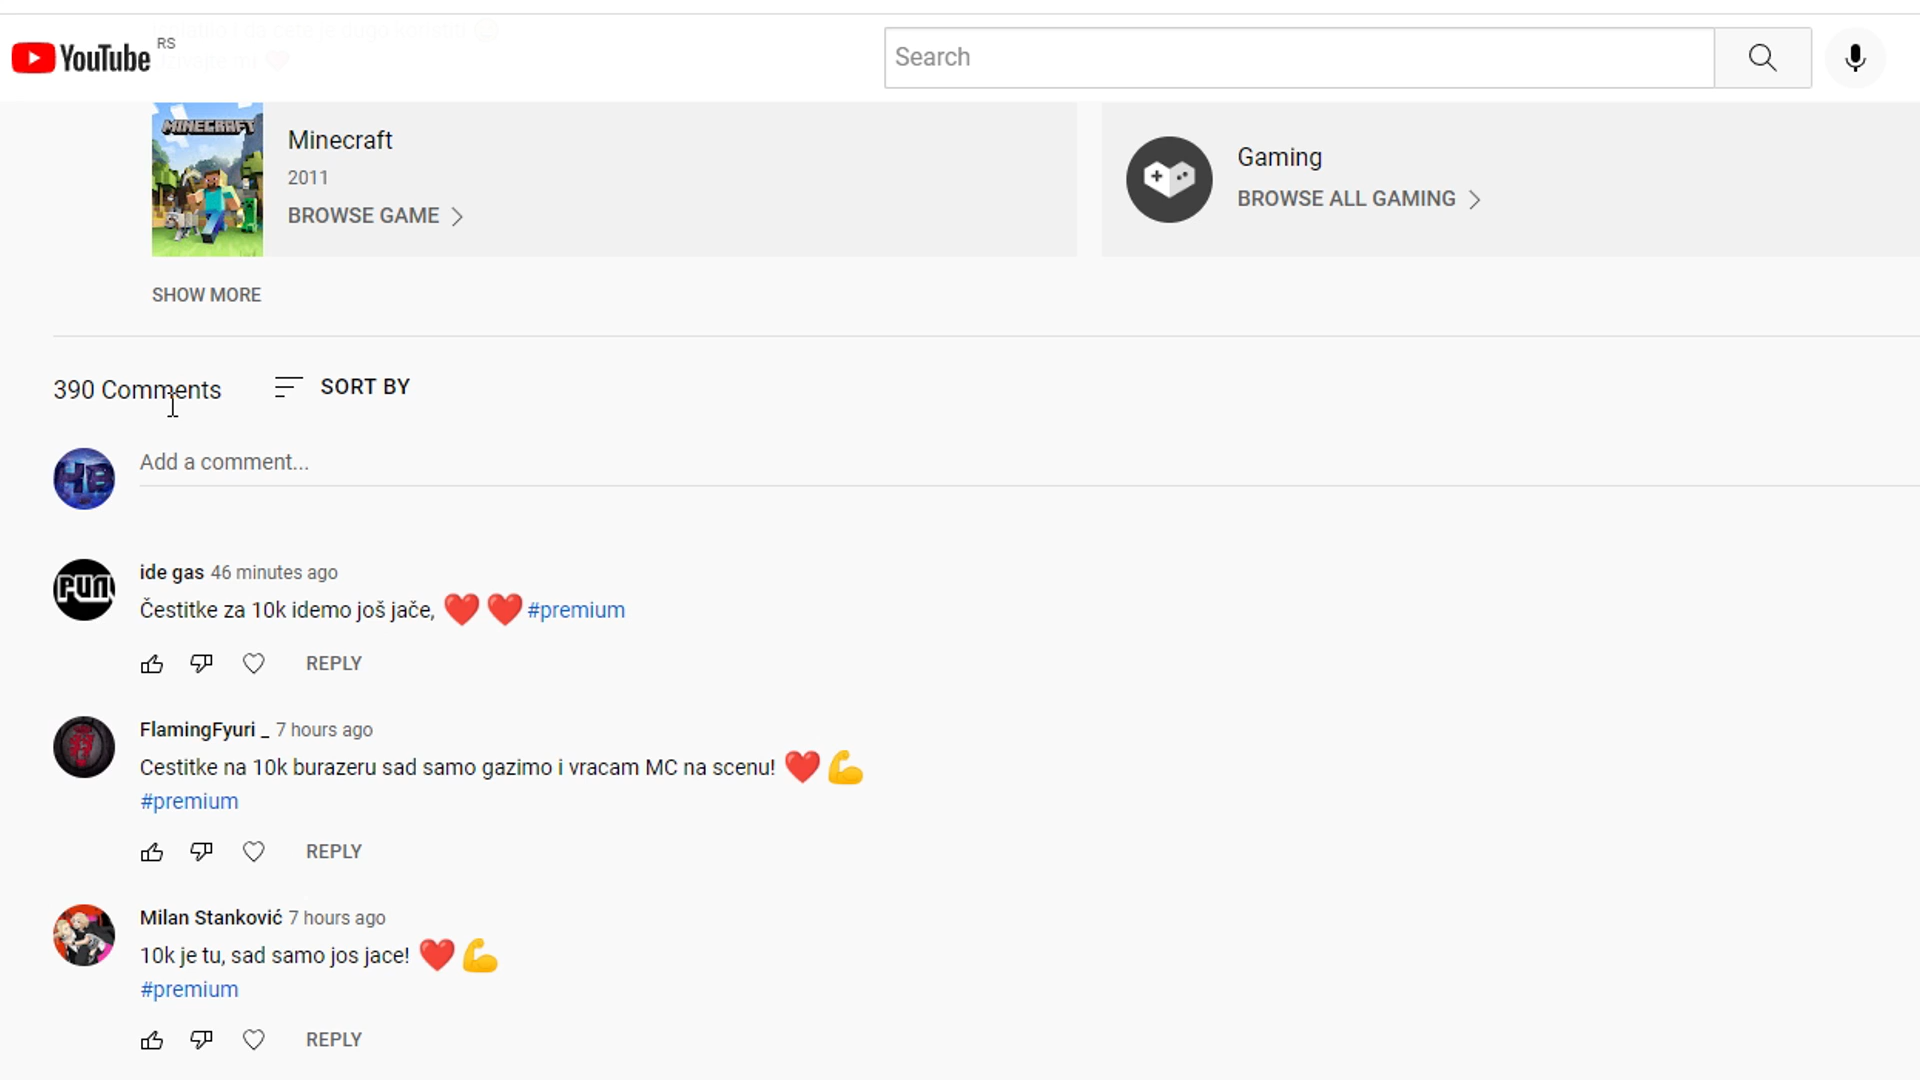 YouTube RS
Search
MINECRAFT
Minecraft
2011
BROWSE GAME
Gaming
BROWSE ALL GAMING
SHOW MORE
390 Comments
SORT BY
Add a comment...
ide gas 46 minutes ago
Čestitke za 10k idemo još jače, ❤️❤️ #premium
REPLY
FlamingFyuri _ 7 hours ago
Cestitke na 10k burazeru sad samo gazimo i vracam MC na scenu! ❤️💪
#premium
REPLY
Milan Stanković 7 hours ago
10k je tu, sad samo jos jace! ❤️💪
#premium
REPLY